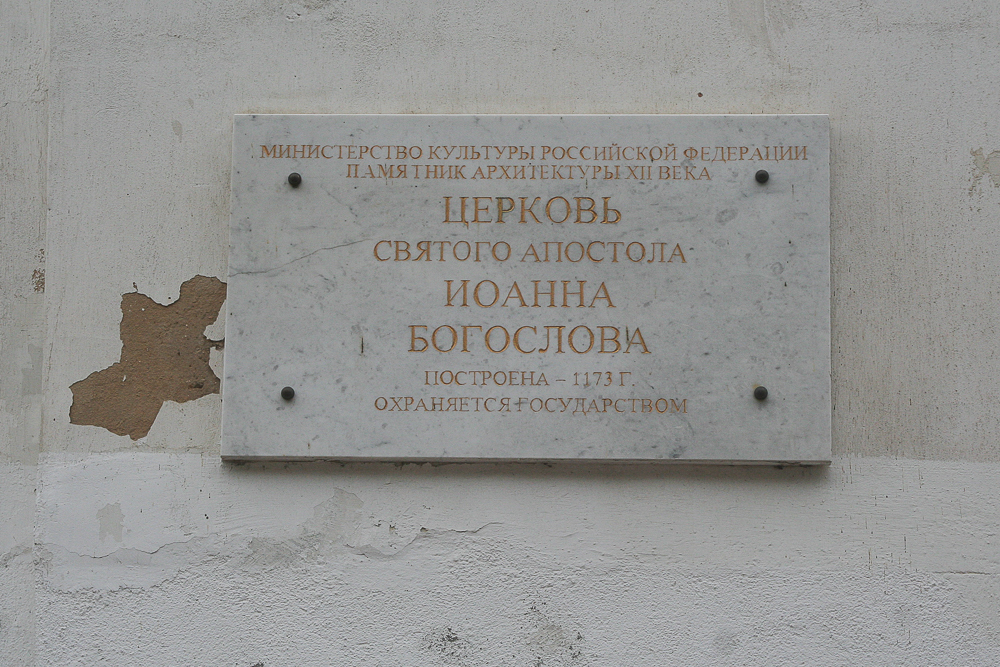 МИНИСТЕРСТВО КУЛЬТУРЫ РОССИЙСКОЙ ФЕДЕРАЦИИ
ПАМЯТНИК АРХИТЕКТУРЫ XII ВЕКА
ЦЕРКОВЬ
СВЯТОГО АПОСТОЛА
ИОАННА
БОГОСЛОВА
ПОСТРОЕНА – 1173 Г.
ОХРАНЯЕТСЯ ГОСУДАРСТВОМ